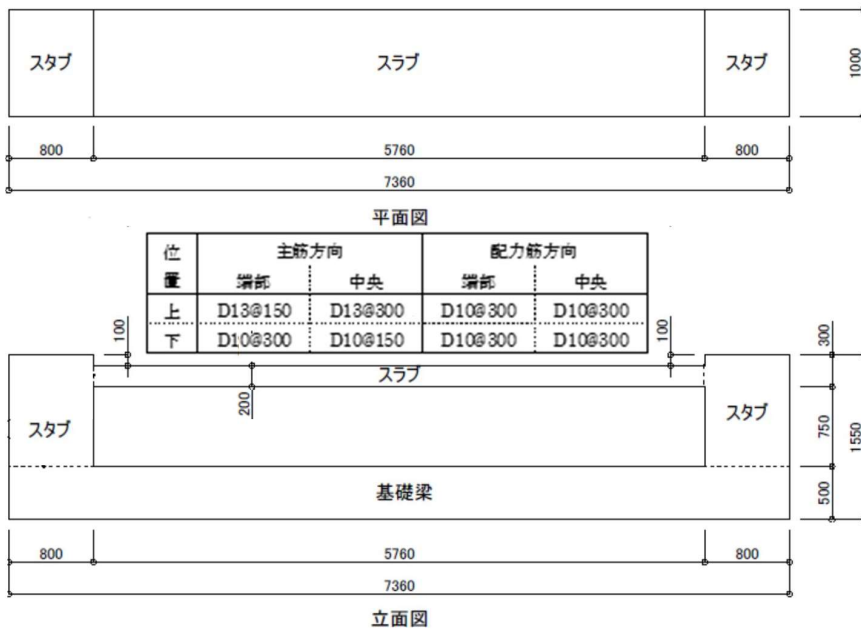 スタブ スラブ スタブ
1000
800 5760 800
7360
平面図
位置 主筋方向 配力筋方向
端部 中央 端部 中央
上 D13@150 D13@300 D10@300 D10@300
下 D10@300 D10@150 D10@300 D10@300
100 100 300
スラブ
200
スタブ スタブ
750 1550
基礎梁 500
800 5760 800
7360
立面図